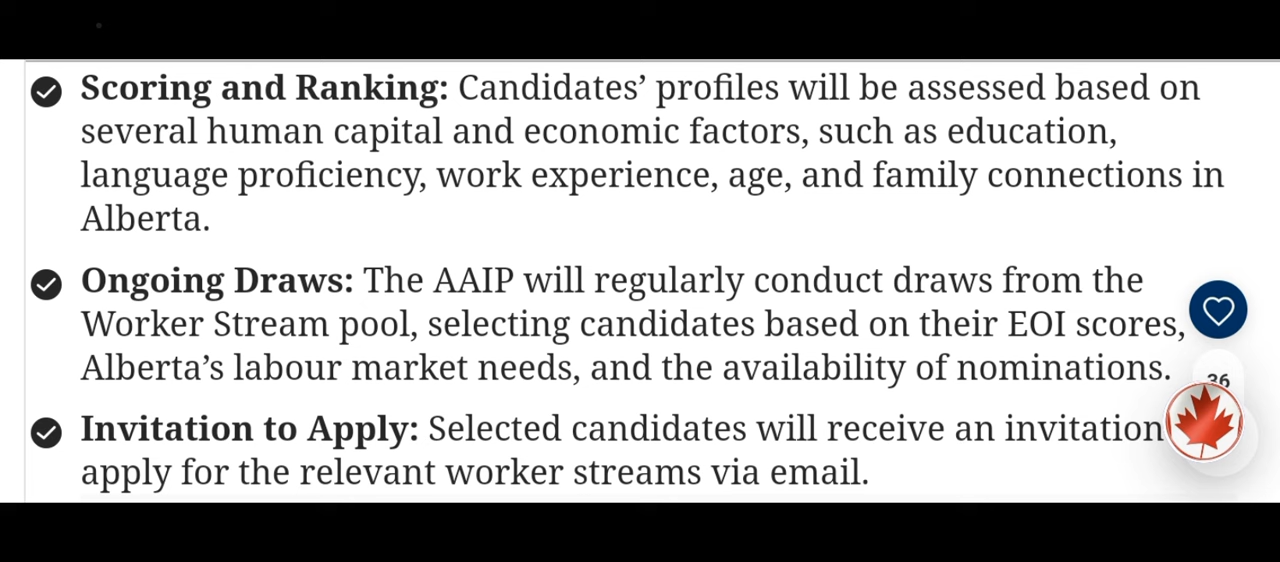 Scoring and Ranking: Candidates’ profiles will be assessed based on
several human capital and economic factors, such as education,
language proficiency, work experience, age, and family connections in
Alberta.
Ongoing Draws: The AAIP will regularly conduct draws from the
Worker Stream pool, selecting candidates based on their EOI scores,
Alberta’s labour market needs, and the availability of nominations.
36
Invitation to Apply: Selected candidates will receive an invitation
apply for the relevant worker streams via email.